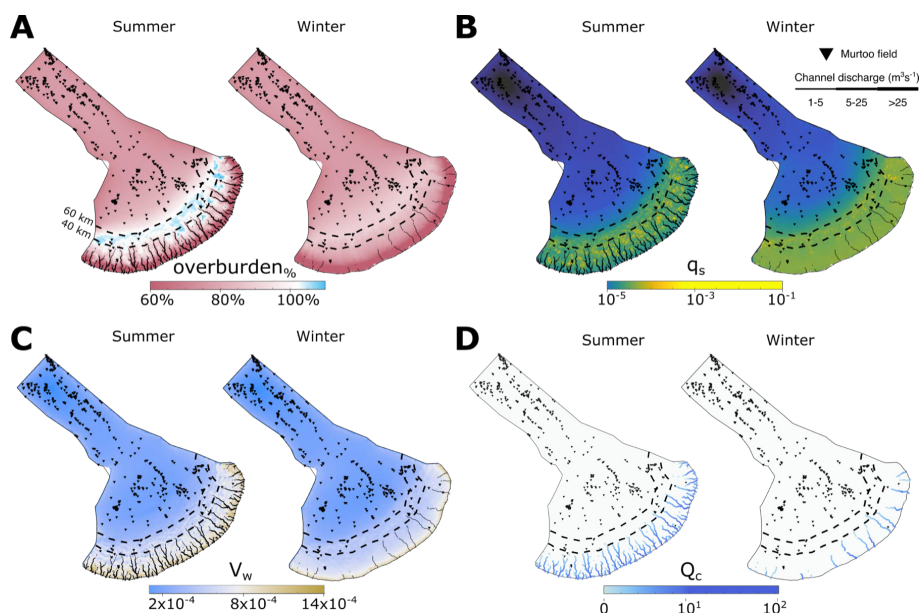 A
Summer
Winter
60 km
40 km
overburden%
60%
80%
100%
B
Summer
Winter
Murtoo field
Channel discharge (m³s⁻¹)
1-5
5-25
>25
qs
10⁻⁵
10⁻³
10⁻¹
C
Summer
Winter
Vw
2x10⁻⁴
8x10⁻⁴
14x10⁻⁴
D
Summer
Winter
Qc
0
10¹
10²